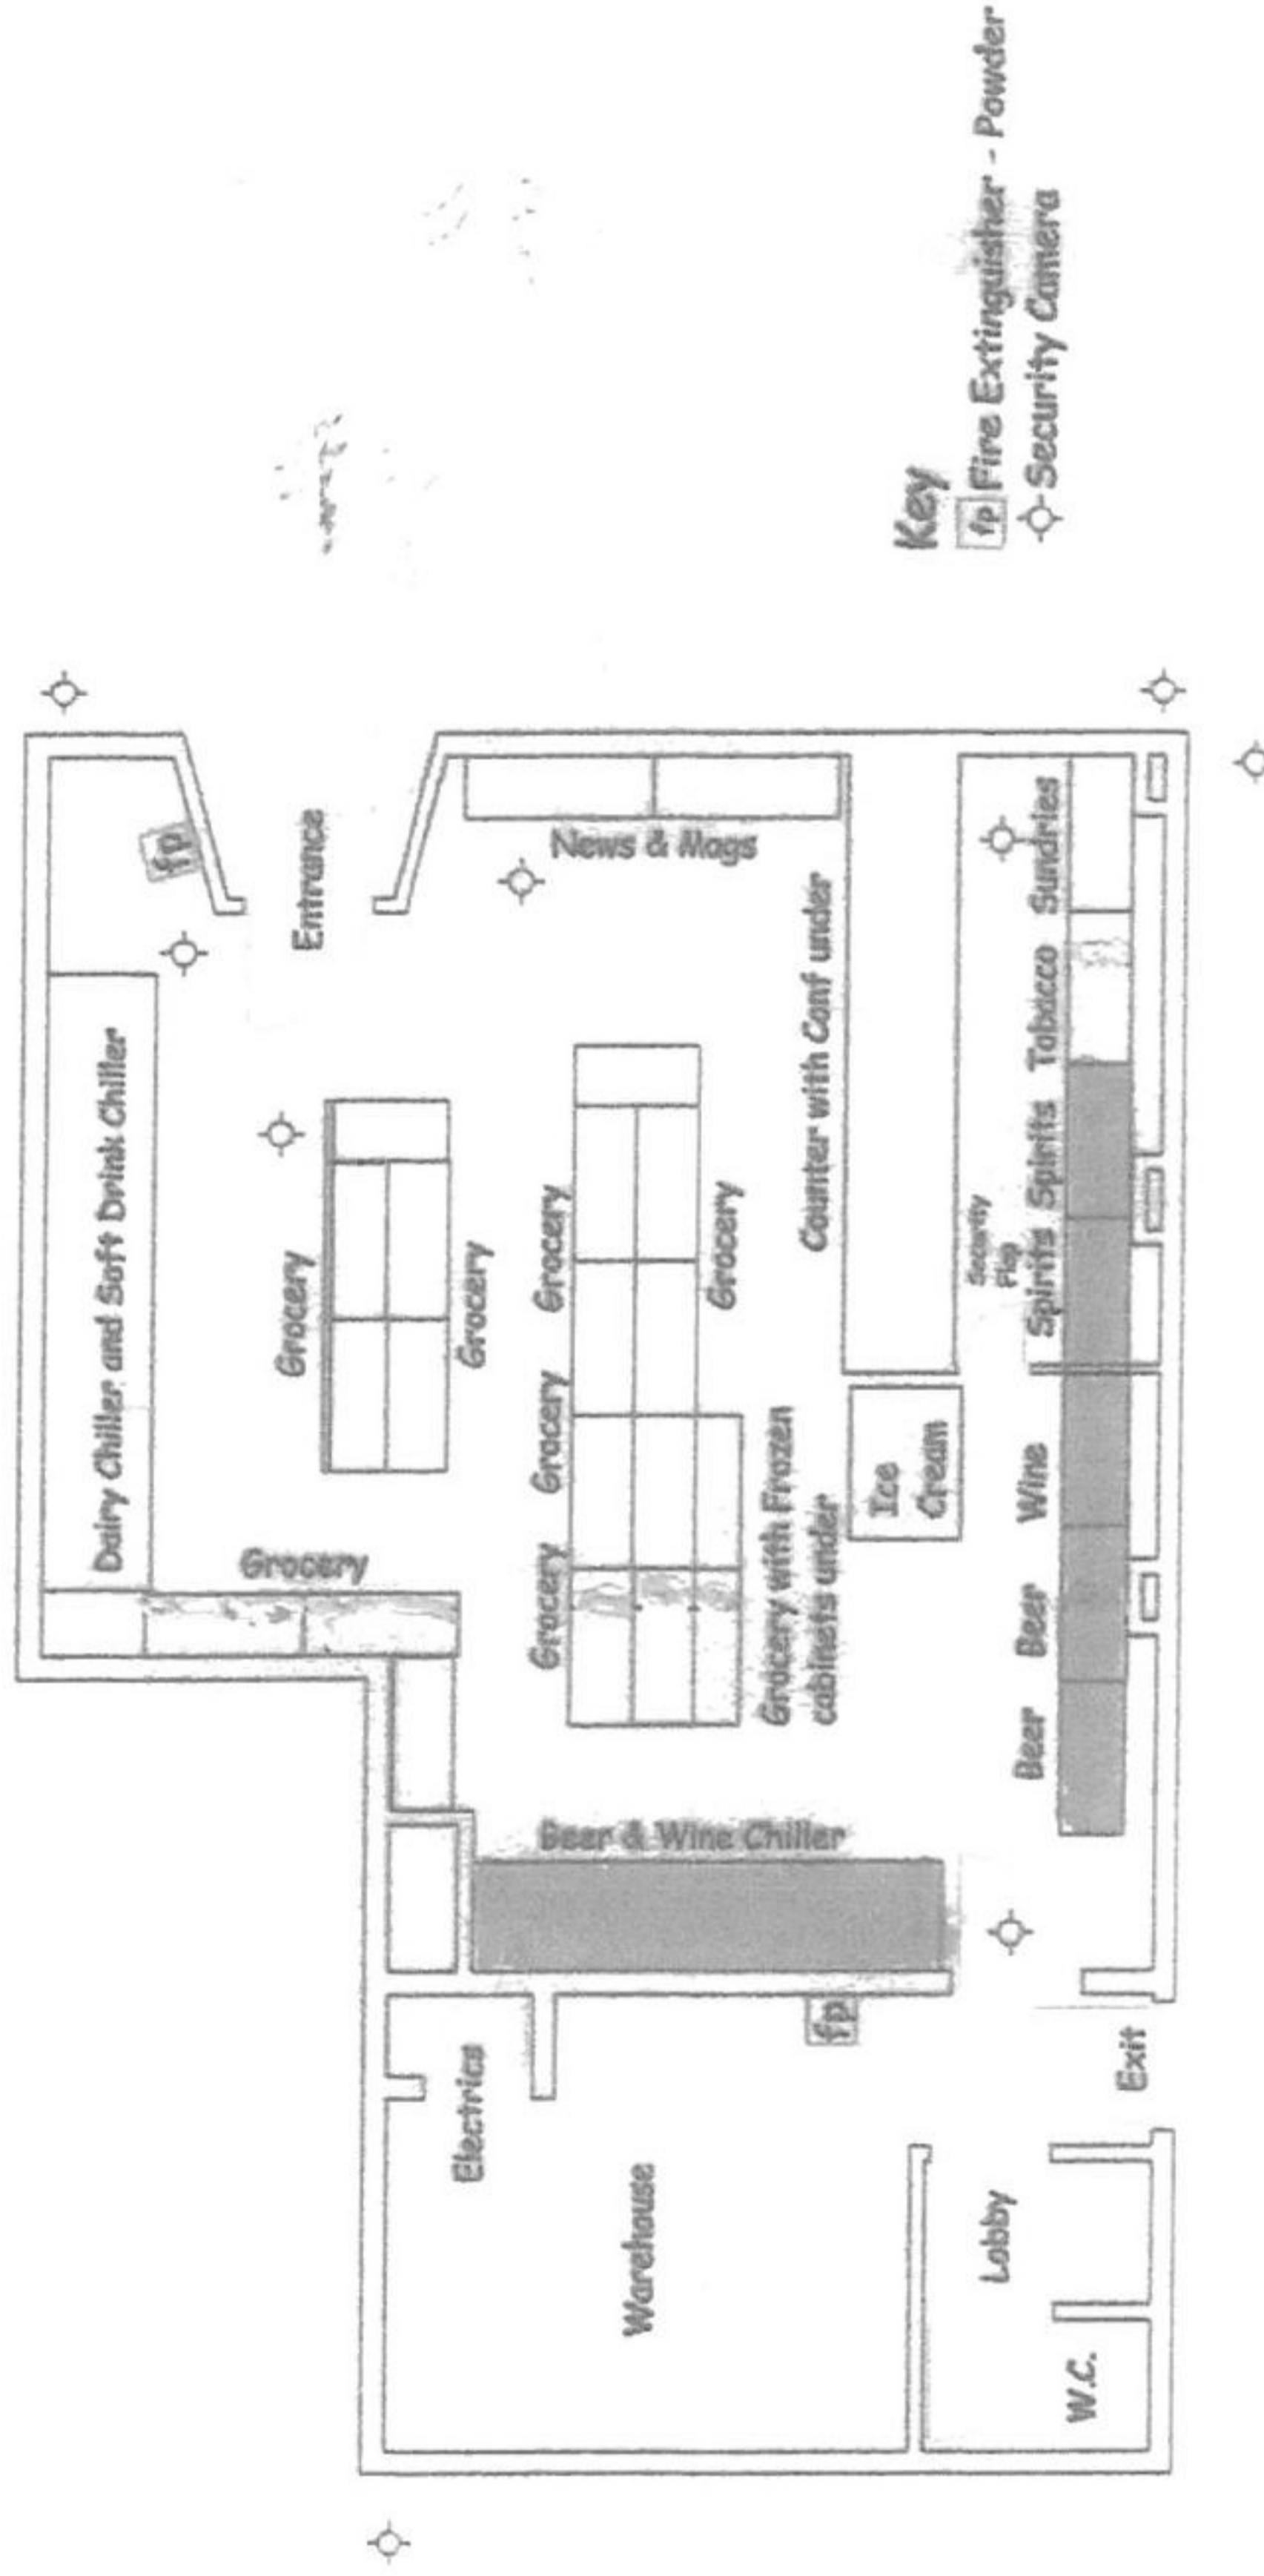 Dairy Chiller and Soft Drink Chiller
fp
Entrance
Grocery
Grocery
Grocery
Grocery
Grocery
Grocery
Grocery
Grocery with Frozen
cabinets under
News & Mags
Counter with Conf under
Ice
Cream
Security
Flap
Beer & Wine Chiller
Beer
Beer
Wine
Spirits
Spirits
Tobacco
Sundries
Electrics
Warehouse
fp
Lobby
W.C.
Exit
Key
fp Fire Extinguisher - Powder
Security Camera